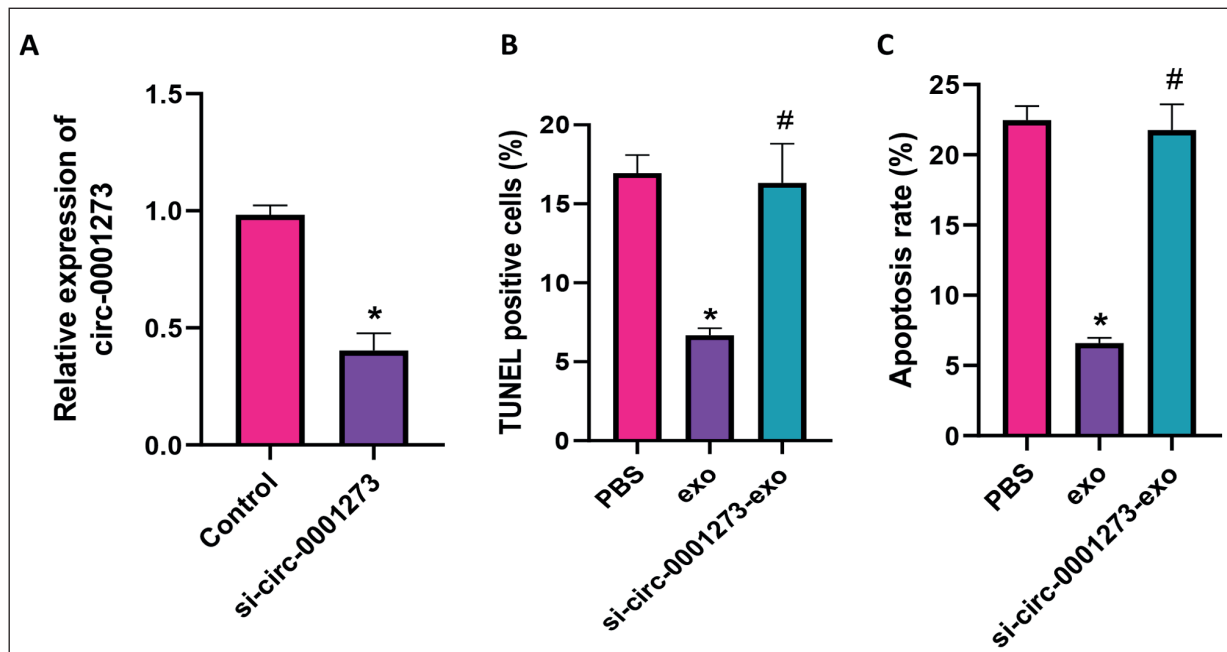 A
Relative expression of
circ-0001273
1.5
1.0
0.5
0.0
*
Control
si-circ-0001273
B
TUNEL positive cells (%)
20
15
10
5
0
*
#
PBS
exo
si-circ-0001273-exo
C
Apoptosis rate (%)
25
20
15
10
5
0
*
#
PBS
exo
si-circ-0001273-exo